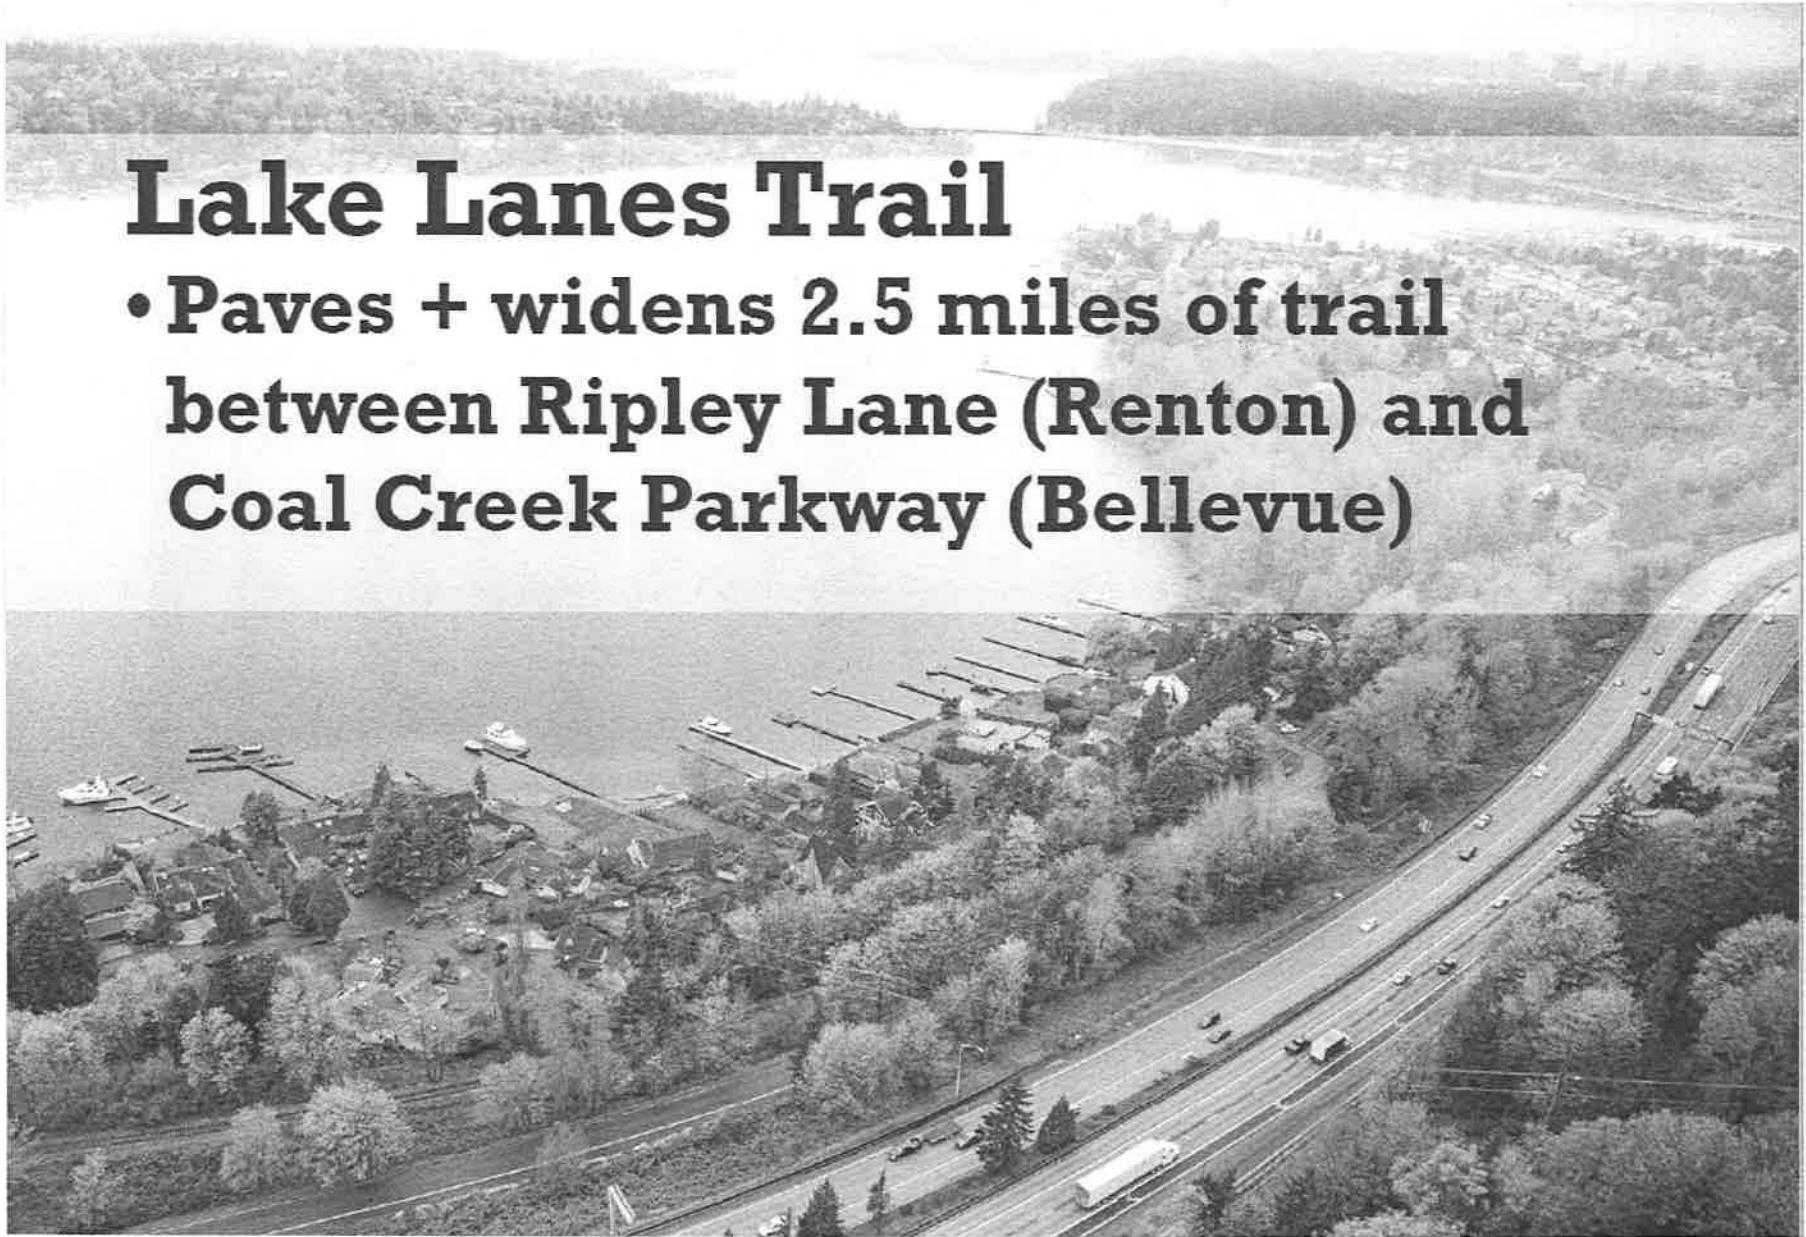 Lake Lanes Trail
• Paves + widens 2.5 miles of trail
between Ripley Lane (Renton) and
Coal Creek Parkway (Bellevue)